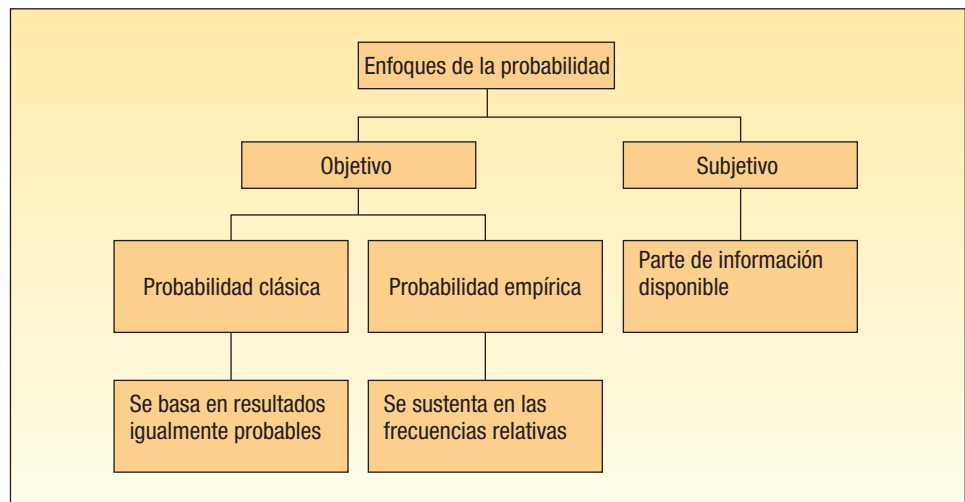 Enfoques de la probabilidad
Objetivo
Subjetivo
Probabilidad clásica
Probabilidad empírica
Parte de información
disponible
Se basa en resultados
igualmente probables
Se sustenta en las
frecuencias relativas